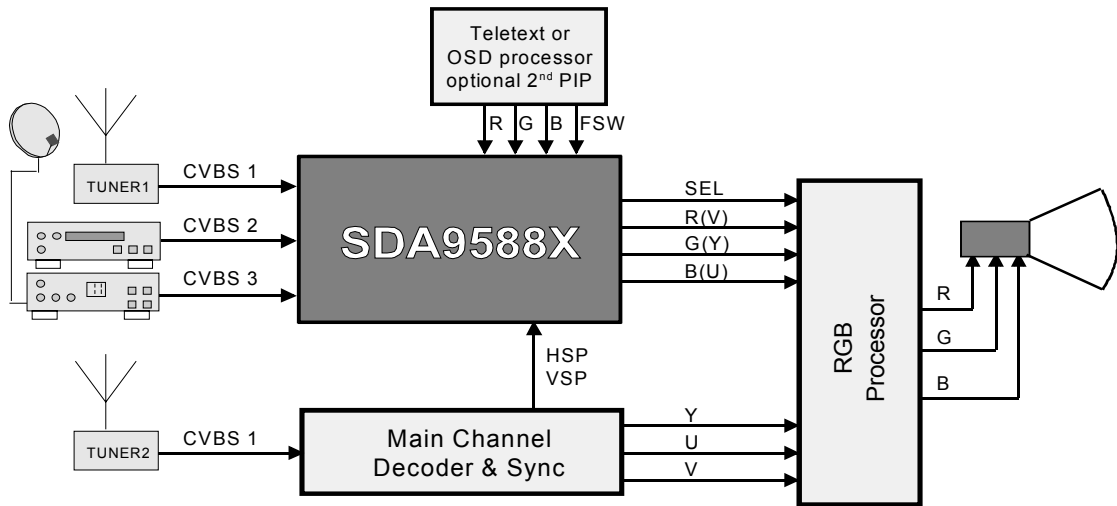 Teletext or
OSD processor
optional 2nd PIP
R G B FSW
TUNER1
CVBS 1
CVBS 2
CVBS 3
SDA9588X
SEL
R(V)
G(Y)
B(U)
HSP
VSP
RGB
Processor
R
G
B
TUNER2
CVBS 1
Main Channel
Decoder & Sync
Y
U
V